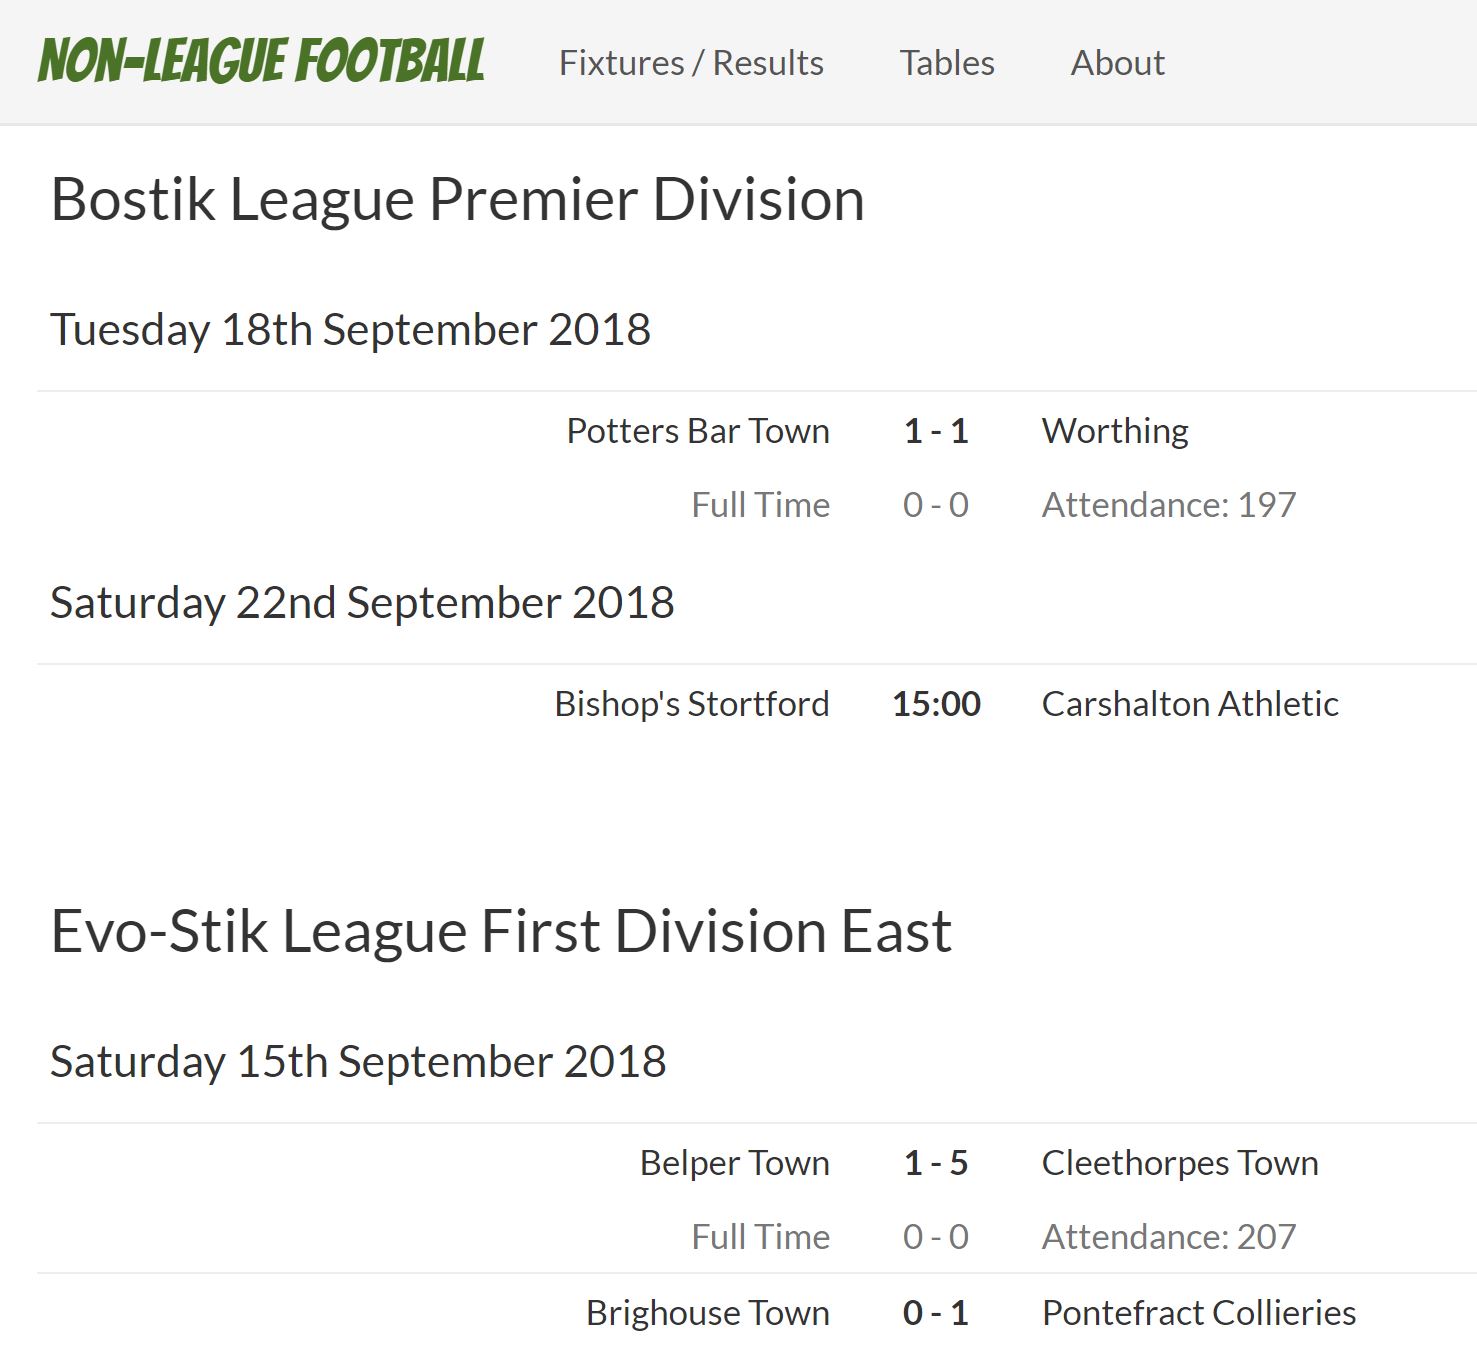 NON-LEAGUE FOOTBALL Fixtures / Results Tables About
Bostik League Premier Division
Tuesday 18th September 2018
Potters Bar Town 1 - 1 Worthing
Full Time 0 - 0 Attendance: 197
Saturday 22nd September 2018
Bishop's Stortford 15:00 Carshalton Athletic
Evo-Stik League First Division East
Saturday 15th September 2018
Belper Town 1 - 5 Cleethorpes Town
Full Time 0 - 0 Attendance: 207
Brighouse Town 0 - 1 Pontefract Collieries